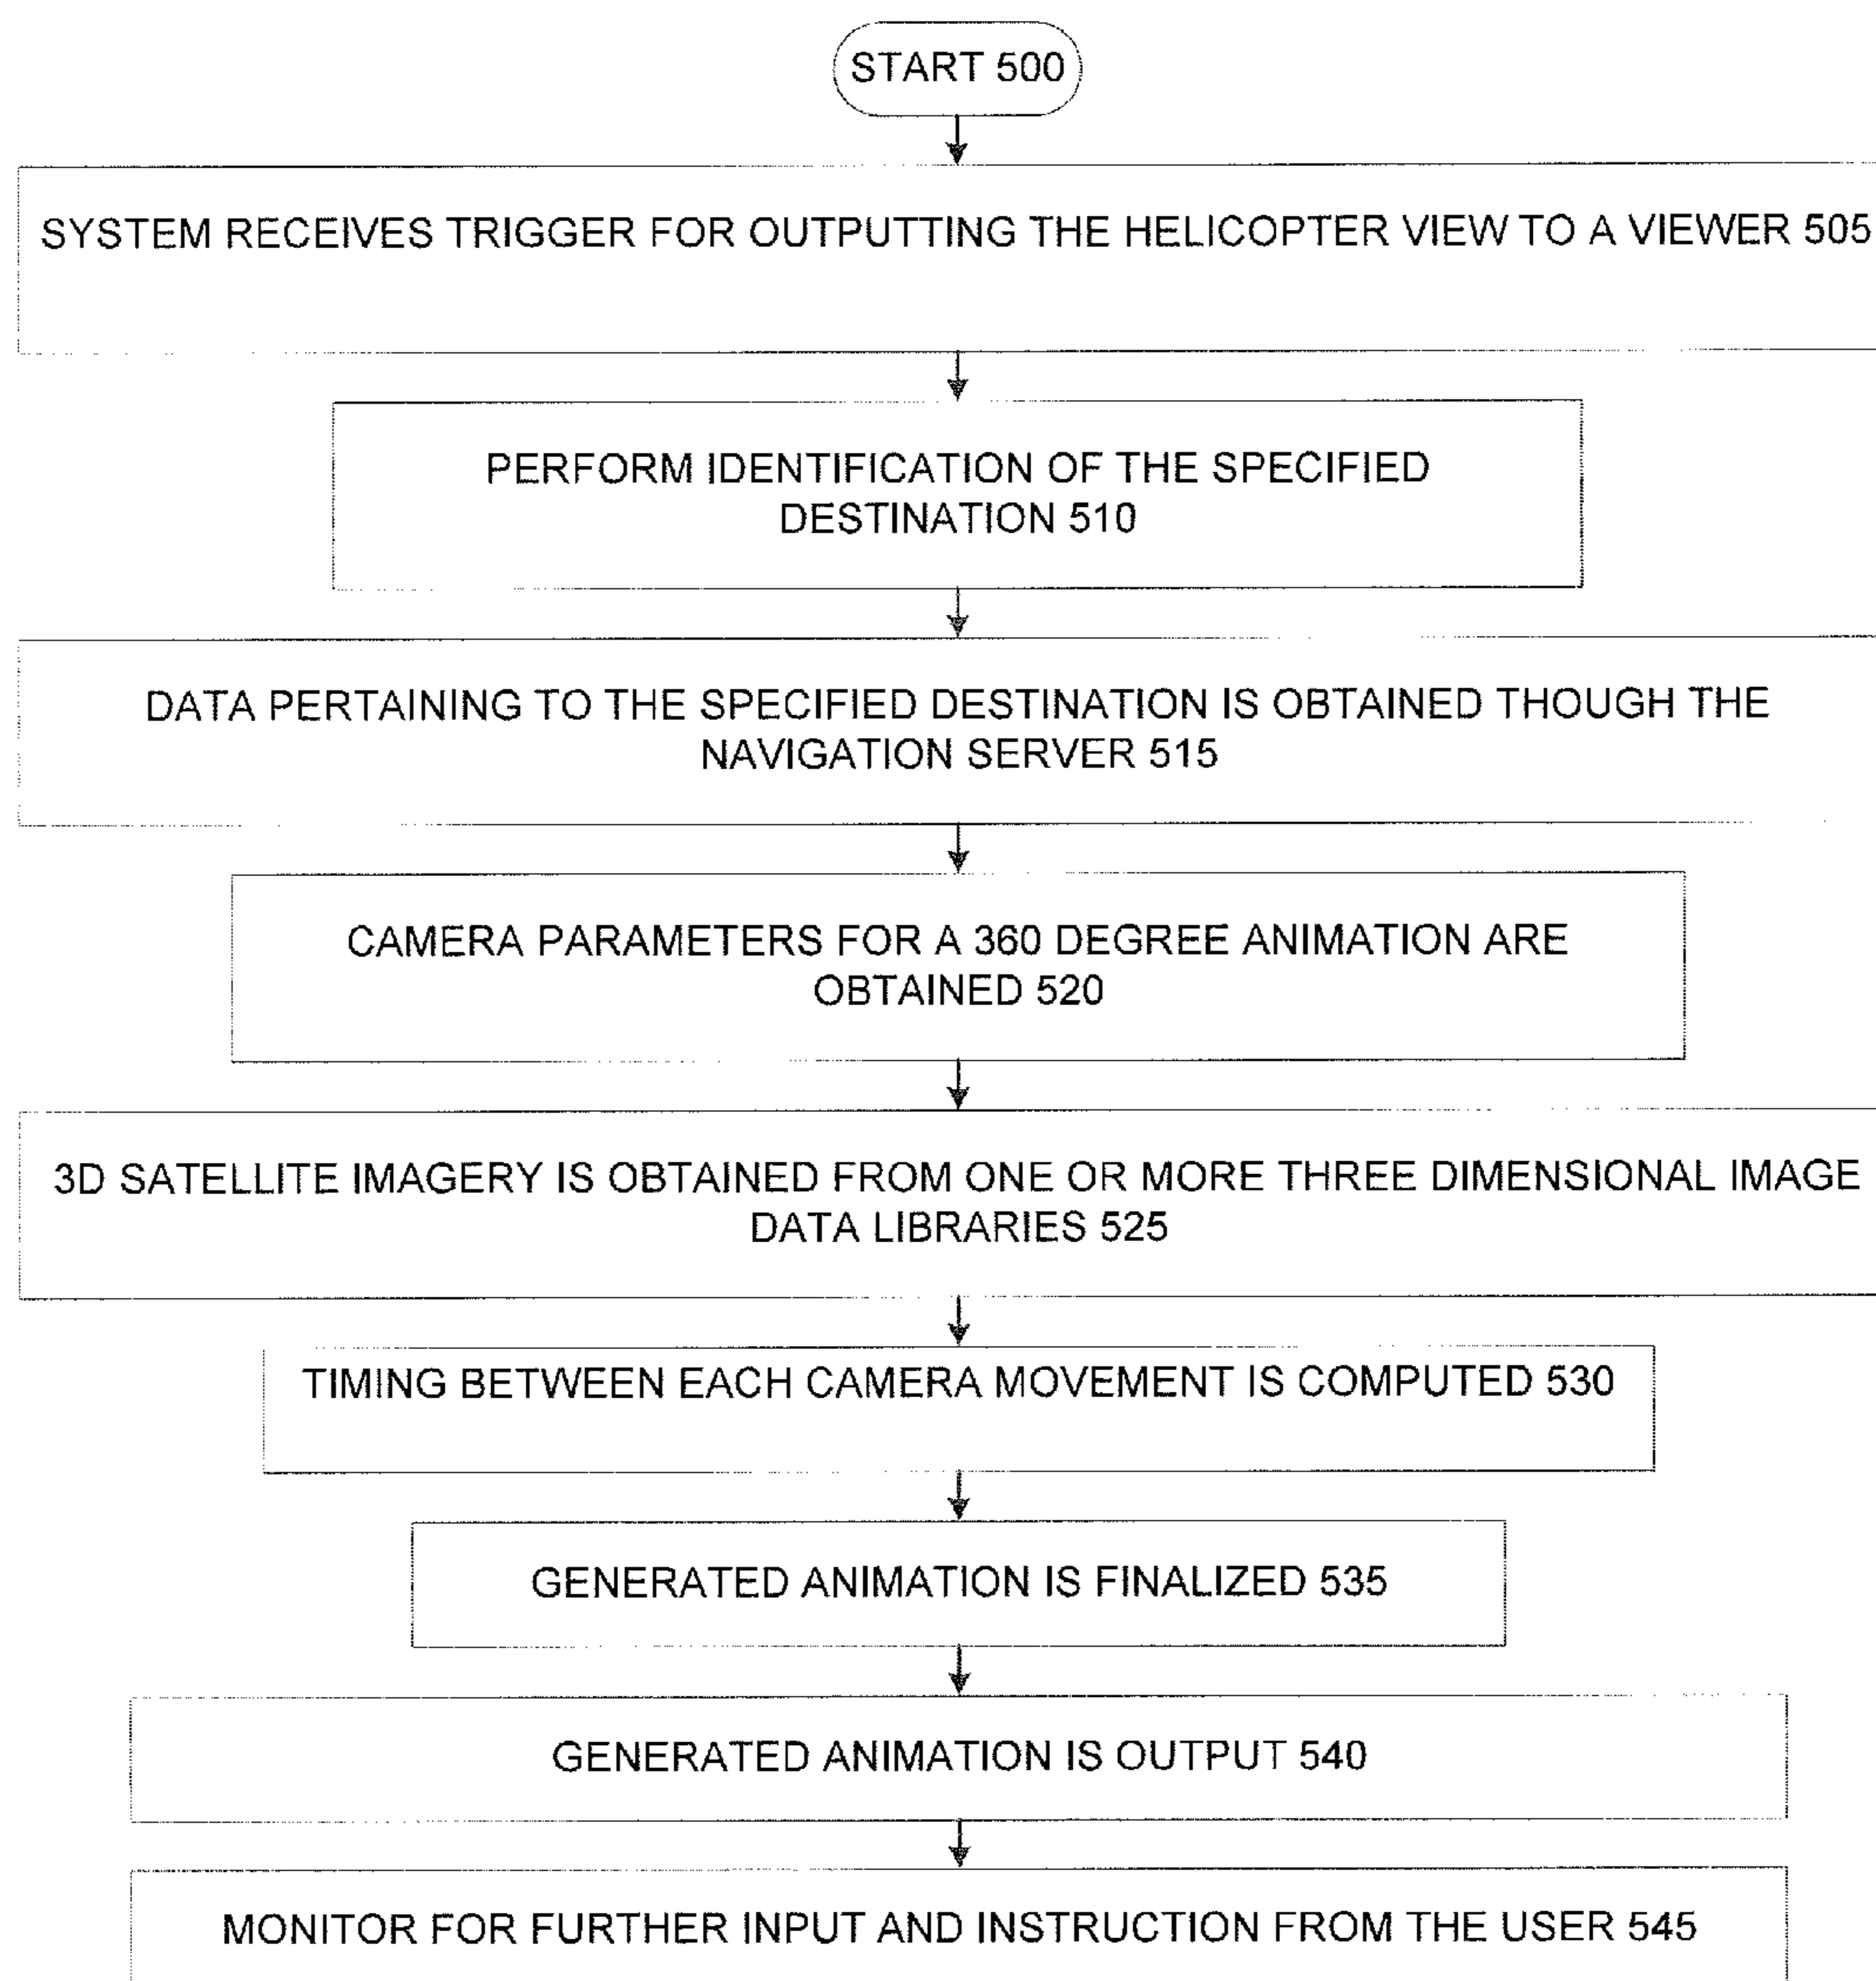 START 500
SYSTEM RECEIVES TRIGGER FOR OUTPUTTING THE HELICOPTER VIEW TO A VIEWER 505
PERFORM IDENTIFICATION OF THE SPECIFIED
DESTINATION 510
DATA PERTAINING TO THE SPECIFIED DESTINATION IS OBTAINED THOUGH THE
NAVIGATION SERVER 515
CAMERA PARAMETERS FOR A 360 DEGREE ANIMATION ARE
OBTAINED 520
3D SATELLITE IMAGERY IS OBTAINED FROM ONE OR MORE THREE DIMENSIONAL IMAGE
DATA LIBRARIES 525
TIMING BETWEEN EACH CAMERA MOVEMENT IS COMPUTED 530
GENERATED ANIMATION IS FINALIZED 535
GENERATED ANIMATION IS OUTPUT 540
MONITOR FOR FURTHER INPUT AND INSTRUCTION FROM THE USER 545